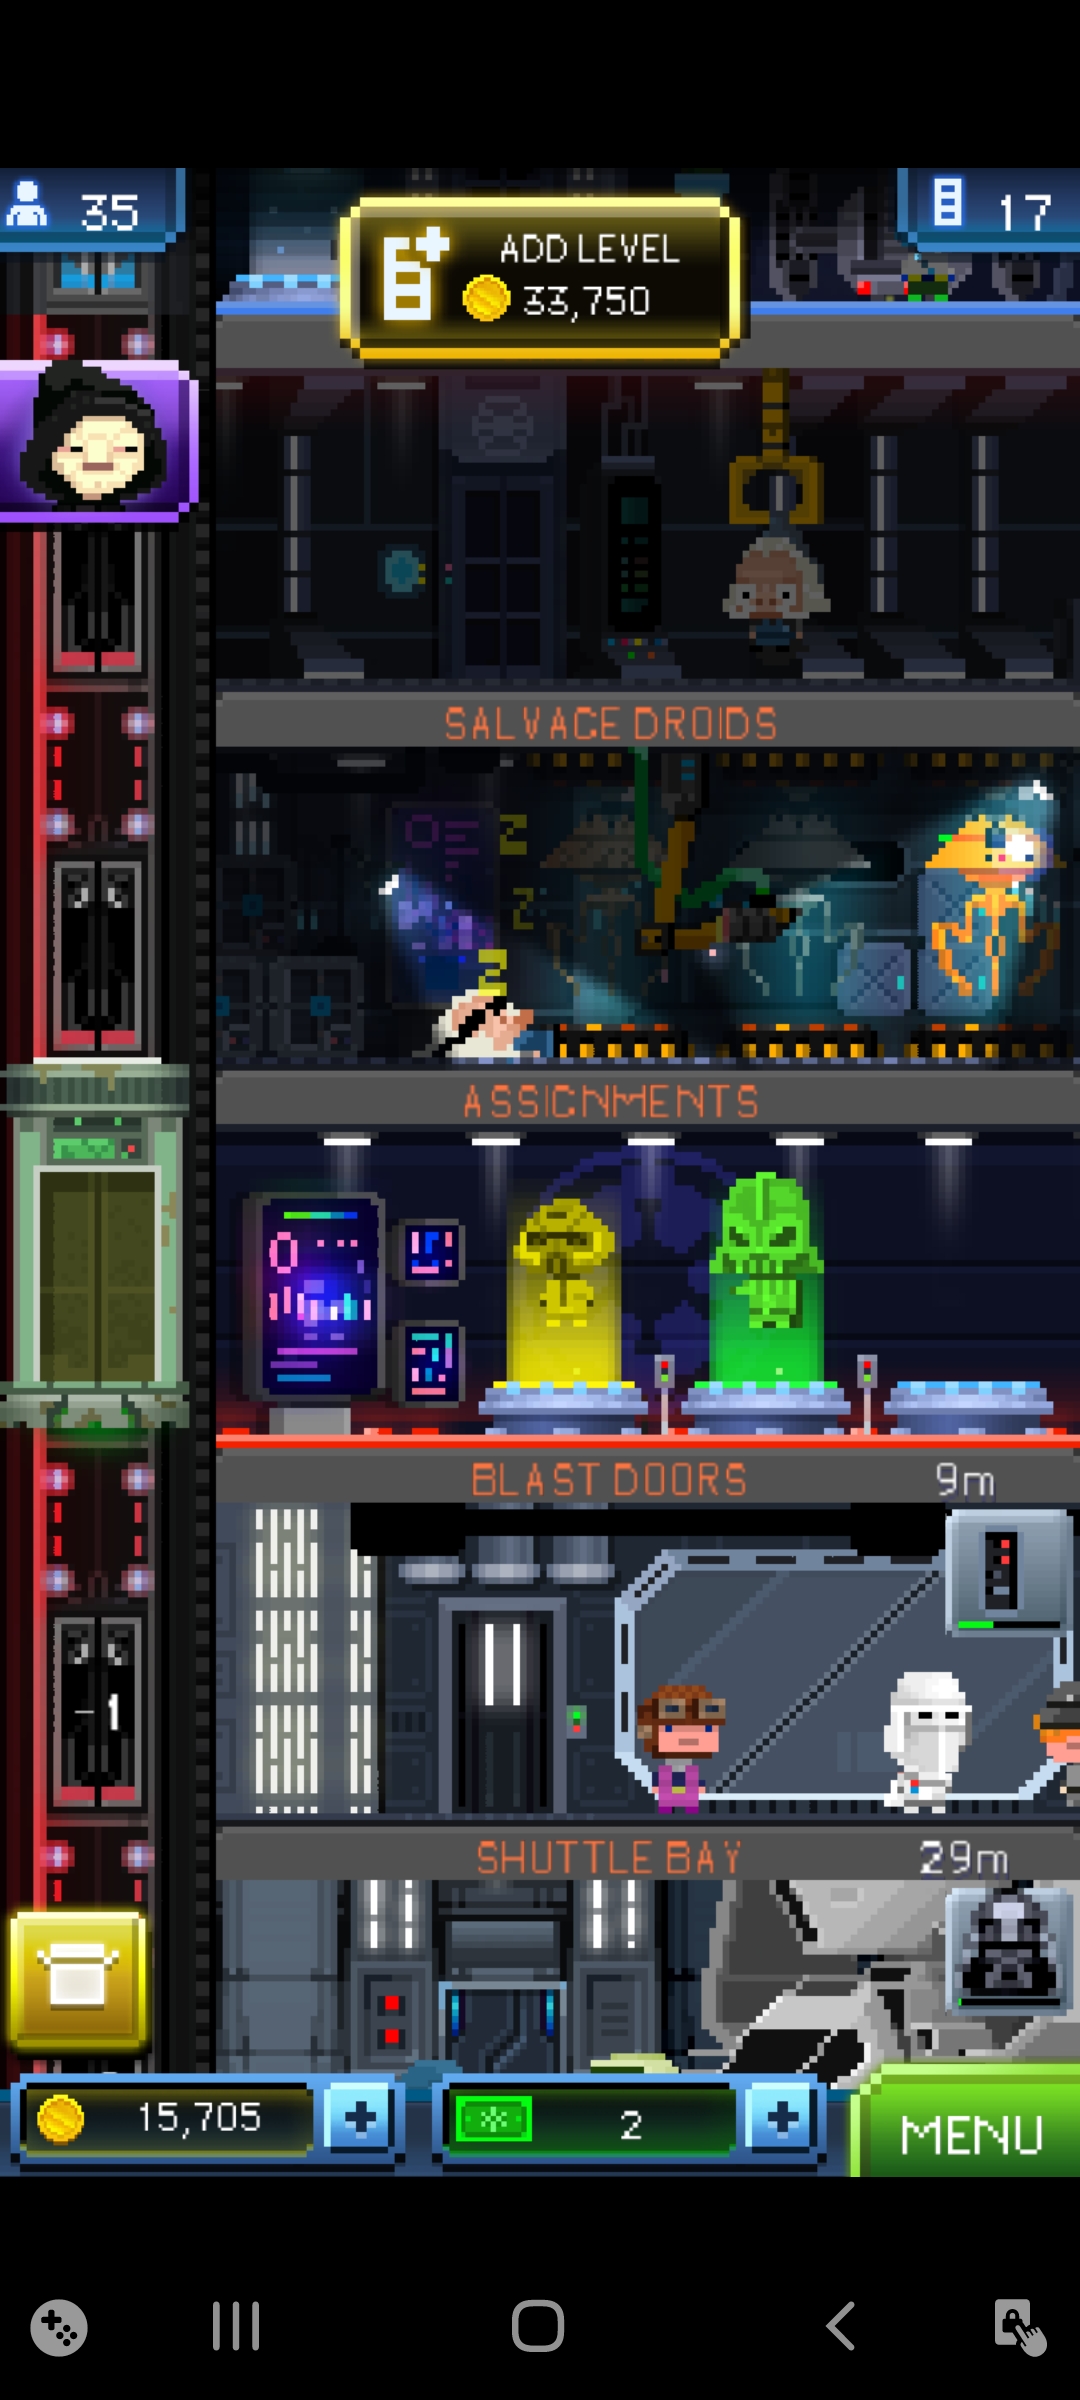 35
17
ADD LEVEL
33,750
SALVAGE DROIDS
Z
Z
Z
ASSIGNMENTS
BLAST DOORS 9m
-1
SHUTTLE BAY 29m
15,705
2
MENU